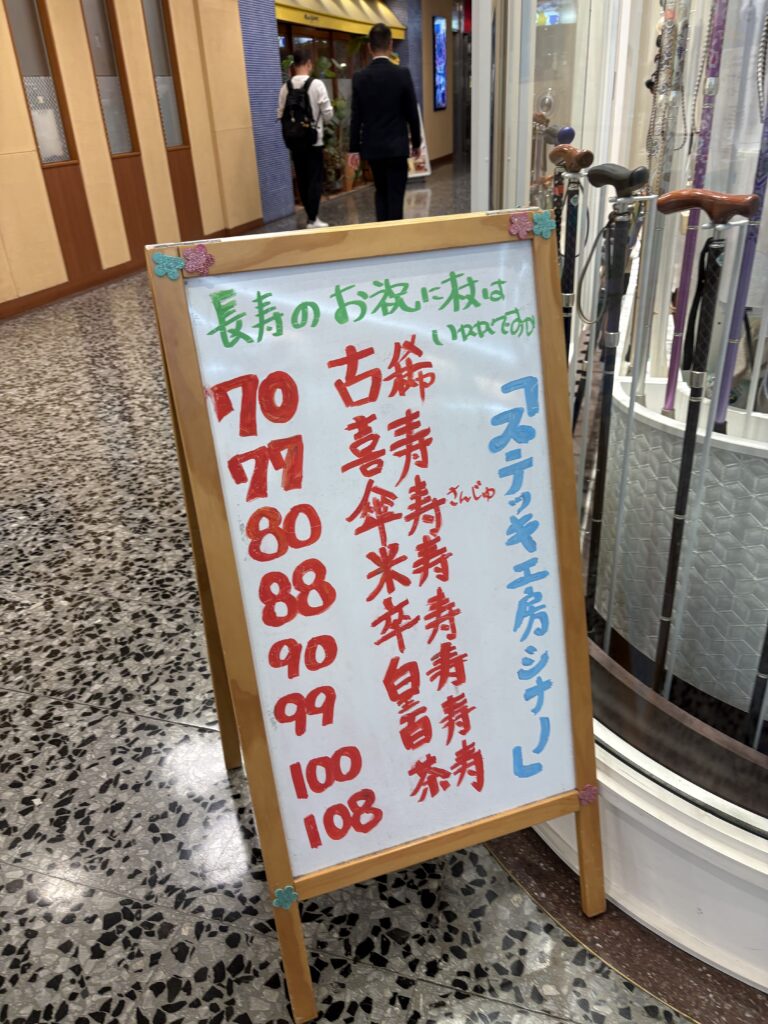 長寿のお祝に杖は
いかがですか
70 古稀
77 喜寿
80 傘寿 さんじゅ
88 米寿
90 卒寿
99 白寿
100 百寿
108 茶寿
「ステッキ工房シナノ」